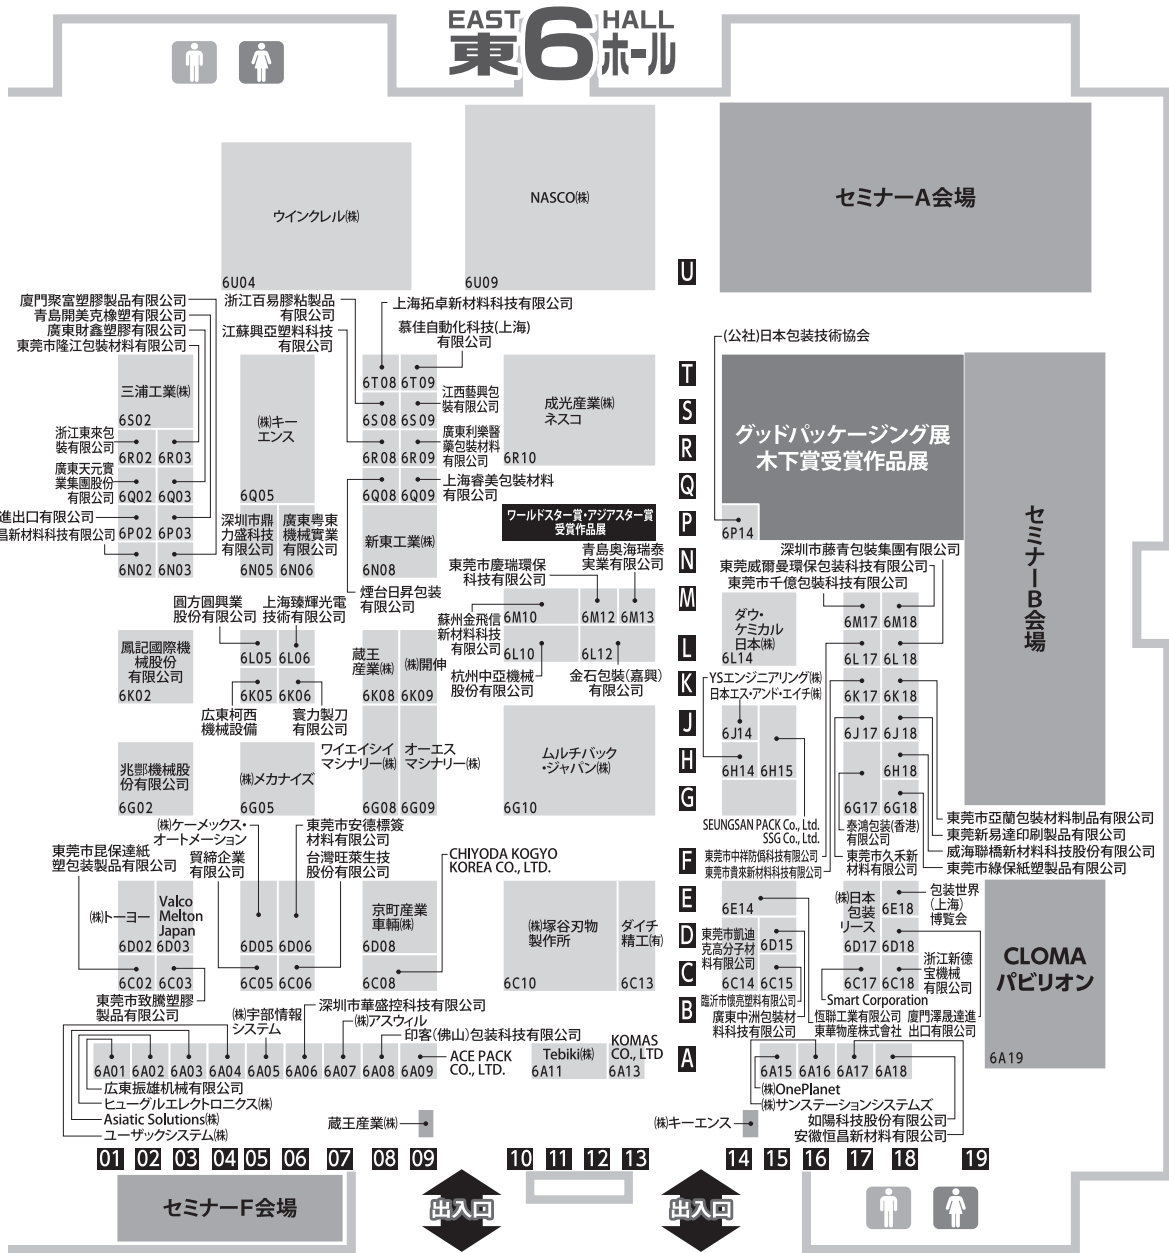 EAST HALL
東6ホール
セミナーA会場
NASCO㈱
6U09
ウインクレル㈱
6U04
U
廈門聚富塑膠製品有限公司
青島開美克橡塑有限公司
廣東財鑫塑膠有限公司
東莞市隆江包裝材料有限公司
浙江百易膠粘製品
有限公司
江蘇興亞塑料科技
有限公司
上海拓卓新材料科技有限公司
慕佳自動化科技(上海)
有限公司
(公社)日本包装技術協会
三浦工業㈱
6S02
㈱キー
エンス
6Q05
6T08
6T09
6S08
6S09
江西藝興包
裝有限公司
6R08
6R09
廣東利樂醫
藥包裝材料
有限公司
6Q08
6Q09
上海睿美包裝材料
有限公司
成光産業㈱
ネスコ
6R10
T
S
R
Q
P
N
M
L
K
J
H
G
F
E
D
C
B
A
グッドパッケージング展
木下賞受賞作品展
6P14
セミナーB会場
浙江東來包
裝有限公司
6R02
6R03
廣東天元實
業集團股份
有限公司
6Q02
6Q03
進出口有限公司
6P02
6P03
昌新材料科技有限公司
6N02
6N03
深圳市鼎
力盛科技
有限公司
6N05
廣東粤東
機械實業
有限公司
6N06
新東工業㈱
6N08
煙台日昇包裝
有限公司
ワールドスター賞・アジアスター賞
受賞作品展
東莞市慶瑞環保
科技有限公司
青島奥海瑞泰
実業有限公司
蘇州金飛信
新材料科技
有限公司
6M10
6M12
6M13
6L10
6L12
杭州中亞機械
股份有限公司
金石包裝(嘉興)
有限公司
深圳市藤青包裝集團有限公司
東莞威爾曼環保包装科技有限公司
東莞市千億包裝科技有限公司
ダウ・
ケミカル
日本㈱
6L14
6M17
6M18
6L17
6L18
6K17
6K18
6J17
6J18
6H18
6G17
6G18
YSエンジニアリング㈱
日本エス・アンド・エイチ㈱
6J14
6H14
6H15
SEUNGSAN PACK Co., Ltd.
SSG Co., Ltd.
圓方圓興業
股份有限公司
上海臻輝光電
技術有限公司
6L05
6L06
6K05
6K06
広東柯西
機械設備
寰力製刀
有限公司
鳳記國際機
械股份
有限公司
6K02
蔵王
産業㈱
6K08
㈱開伸
6K09
兆酆機械股
份有限公司
6G02
㈱メカナイズ
6G05
ワイエイシイ
マシナリー㈱
6G08
オーエス
マシナリー㈱
6G09
ムルチバック
・ジャパン㈱
6G10
泰鴻包装(香港)
有限公司
東莞市亞蘭包裝材料制品有限公司
東莞新易達印刷製品有限公司
威海聯橋新材料科技股份有限公司
東莞市綠保紙塑製品有限公司
東莞市中祥防僞科技有限公司
東莞市貴來新材料科技有限公司
東莞市久禾新
材料有限公司
㈱ケーメックス・
オートメーション
貿締企業
有限公司
東莞市安德標簽
材料有限公司
台灣旺萊生技
股份有限公司
CHIYODA KOGYO
KOREA CO., LTD.
東莞市昆保達紙
塑包装製品有限公司
㈱トーヨー
6D02
Valco
Melton
Japan
6D03
6C02
6C03
東莞市致騰塑膠
製品有限公司
6D05
6D06
6C05
6C06
京町産業
車輌㈱
6D08
6C08
㈱塚谷刃物
製作所
6C10
ダイチ
精工㈲
6C13
6E14
東莞市凱迪
克高分子材
料有限公司
6D15
6C14
6C15
臨沂市懷亮塑料有限公司
廣東中洲包裝材
料科技有限公司
㈱日本
包装
リース
6D17
6E18
包装世界
(上海)
博覧会
6D18
浙江新德
宝機械
有限公司
6C17
6C18
Smart Corporation
恆聯工業有限公司
東華物産株式會社
廈門澤晟達進
出口有限公司
CLOMA
パビリオン
6A19
深圳市華盛控科技有限公司
㈱アスウィル
印客(佛山)包装科技有限公司
㈱宇部情報
システム
6A01
6A02
6A03
6A04
6A05
6A06
6A07
6A08
6A09
ACE PACK
CO., LTD.
Tebiki㈱
6A11
KOMAS
CO., LTD
6A13
6A15
6A16
6A17
6A18
広東振雄机械有限公司
ヒューグルエレクトロニクス㈱
Asiatic Solutions㈱
ユーザックシステム㈱
蔵王産業㈱
㈱キーエンス
㈱OnePlanet
㈱サンステーションシステムズ
如陽科技股份有限公司
安徽恒昌新材料有限公司
01 02 03 04 05 06 07 08 09 10 11 12 13 14 15 16 17 18 19
セミナーF会場
出入口
出入口